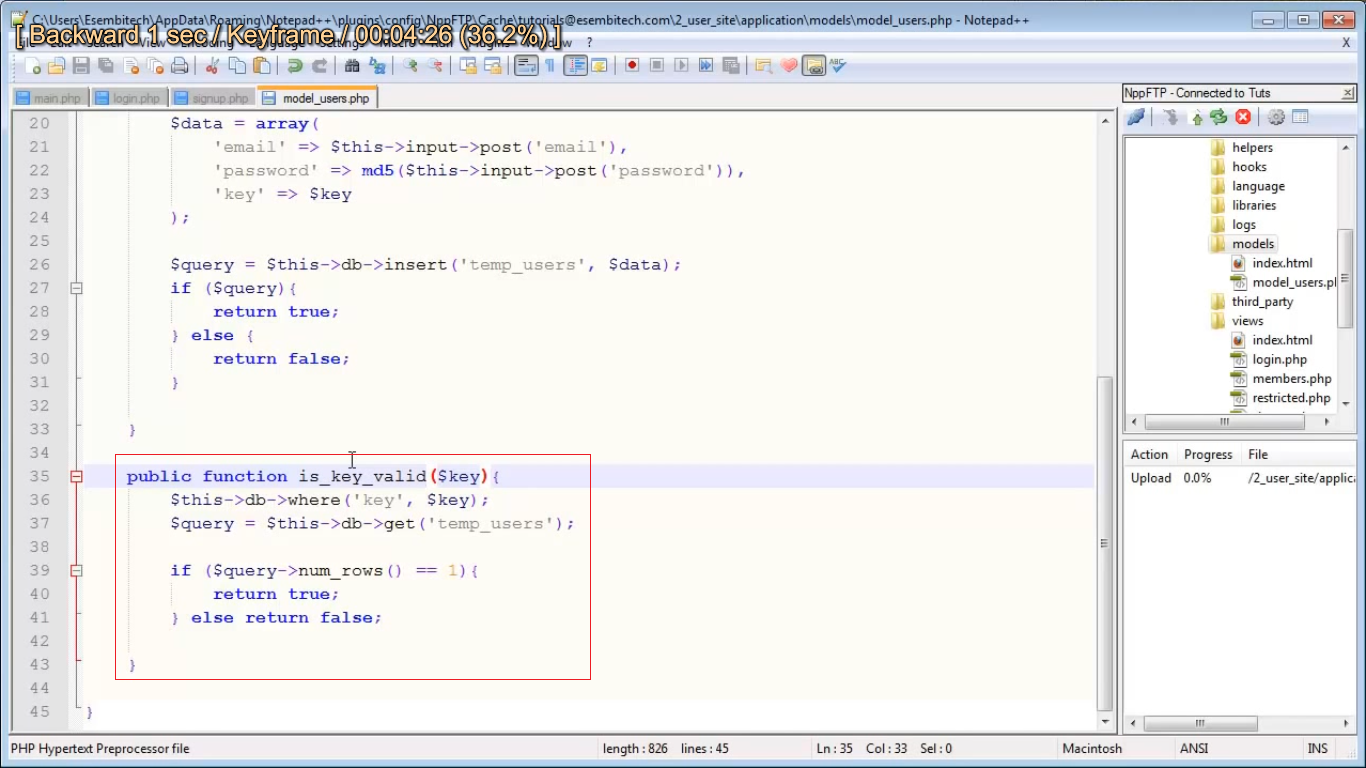 C:\Users\Esembitech\AppData\Roaming\Notepad++\plugins\config\NppFTP\Cache\tutorials@esembitech.com\2_user_site\application\models\model_users.php - Notepad++
[ Backward 1 sec / Keyframe / 00:04:26 (36.2%) ]
? X
main.php login.php signup.php model_users.php
NppFTP - Connected to Tuts
20 $data = array(
21 'email' => $this->input->post('email'),
22 'password' => md5($this->input->post('password')),
23 'key' => $key
24 );
25
26 $query = $this->db->insert('temp_users', $data);
27 if ($query){
28 return true;
29 } else {
30 return false;
31 }
32
33 }
34
35 public function is_key_valid($key){
36 $this->db->where('key', $key);
37 $query = $this->db->get('temp_users');
38
39 if ($query->num_rows() == 1){
40 return true;
41 } else return false;
42
43 }
44
45 }
helpers
hooks
language
libraries
logs
models
index.html
model_users.pl
third_party
views
index.html
login.php
members.php
restricted.php
Action Progress File
Upload 0.0% /2_user_site/applica
PHP Hypertext Preprocessor file length : 826 lines : 45 Ln : 35 Col : 33 Sel : 0 Macintosh ANSI INS